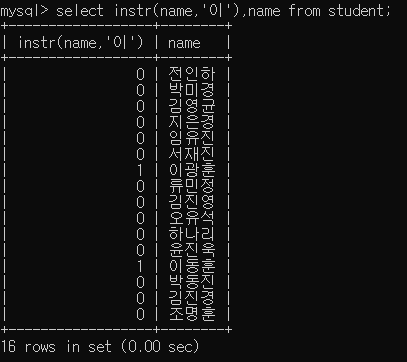 mysql> select instr(name,'이'),name from student;
+------------------+--------+
| instr(name,'이') | name   |
+------------------+--------+
|                0 | 전인하 |
|                0 | 박미경 |
|                0 | 김영균 |
|                0 | 지은경 |
|                0 | 임유진 |
|                0 | 서재진 |
|                1 | 이광훈 |
|                0 | 류민정 |
|                0 | 김진영 |
|                0 | 오유석 |
|                0 | 하나리 |
|                0 | 윤진욱 |
|                1 | 이동훈 |
|                0 | 박동진 |
|                0 | 김진경 |
|                0 | 조명훈 |
+------------------+--------+
16 rows in set (0.00 sec)